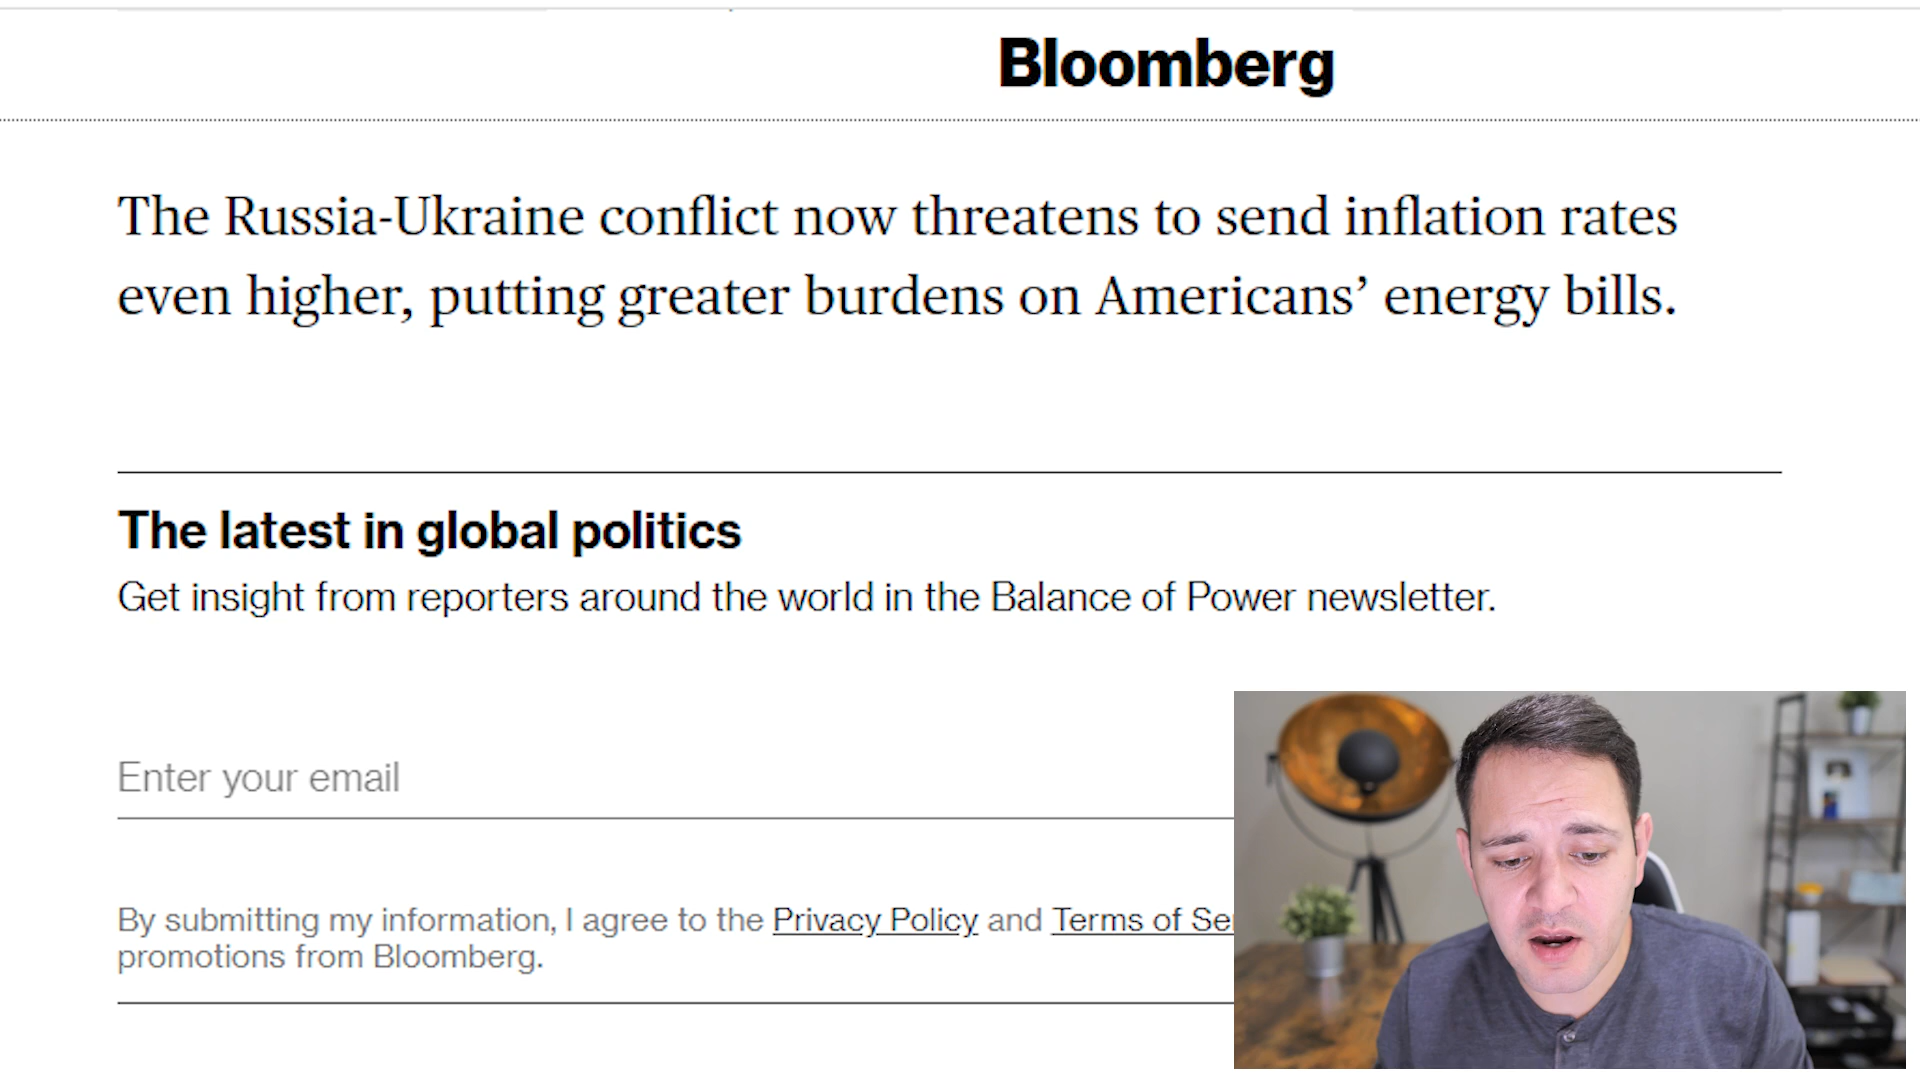 Bloomberg
The Russia-Ukraine conflict now threatens to send inflation rates
even higher, putting greater burdens on Americans’ energy bills.
The latest in global politics
Get insight from reporters around the world in the Balance of Power newsletter.
Enter your email
By submitting my information, I agree to the Privacy Policy and Terms of
promotions from Bloomberg.